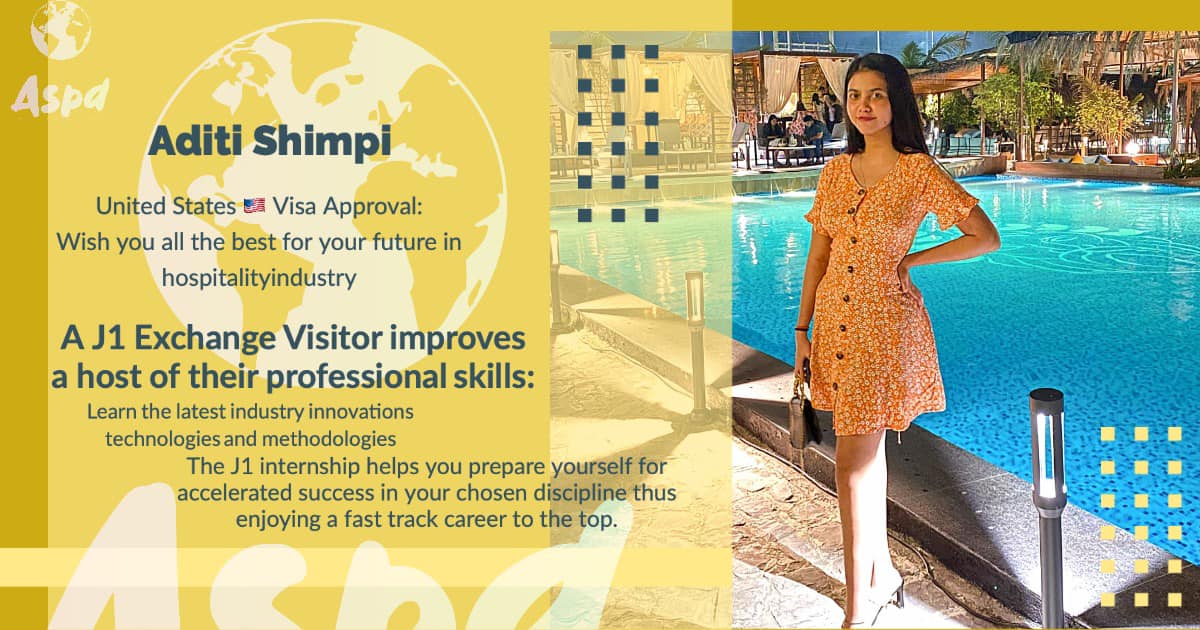 Aspa
Aditi Shimpi
United States 🇺🇸 Visa Approval:
Wish you all the best for your future in
hospitalityindustry
A J1 Exchange Visitor improves
a host of their professional skills:
Learn the latest industry innovations
technologies and methodologies
The J1 internship helps you prepare yourself for
accelerated success in your chosen discipline thus
enjoying a fast track career to the top.
Aspa